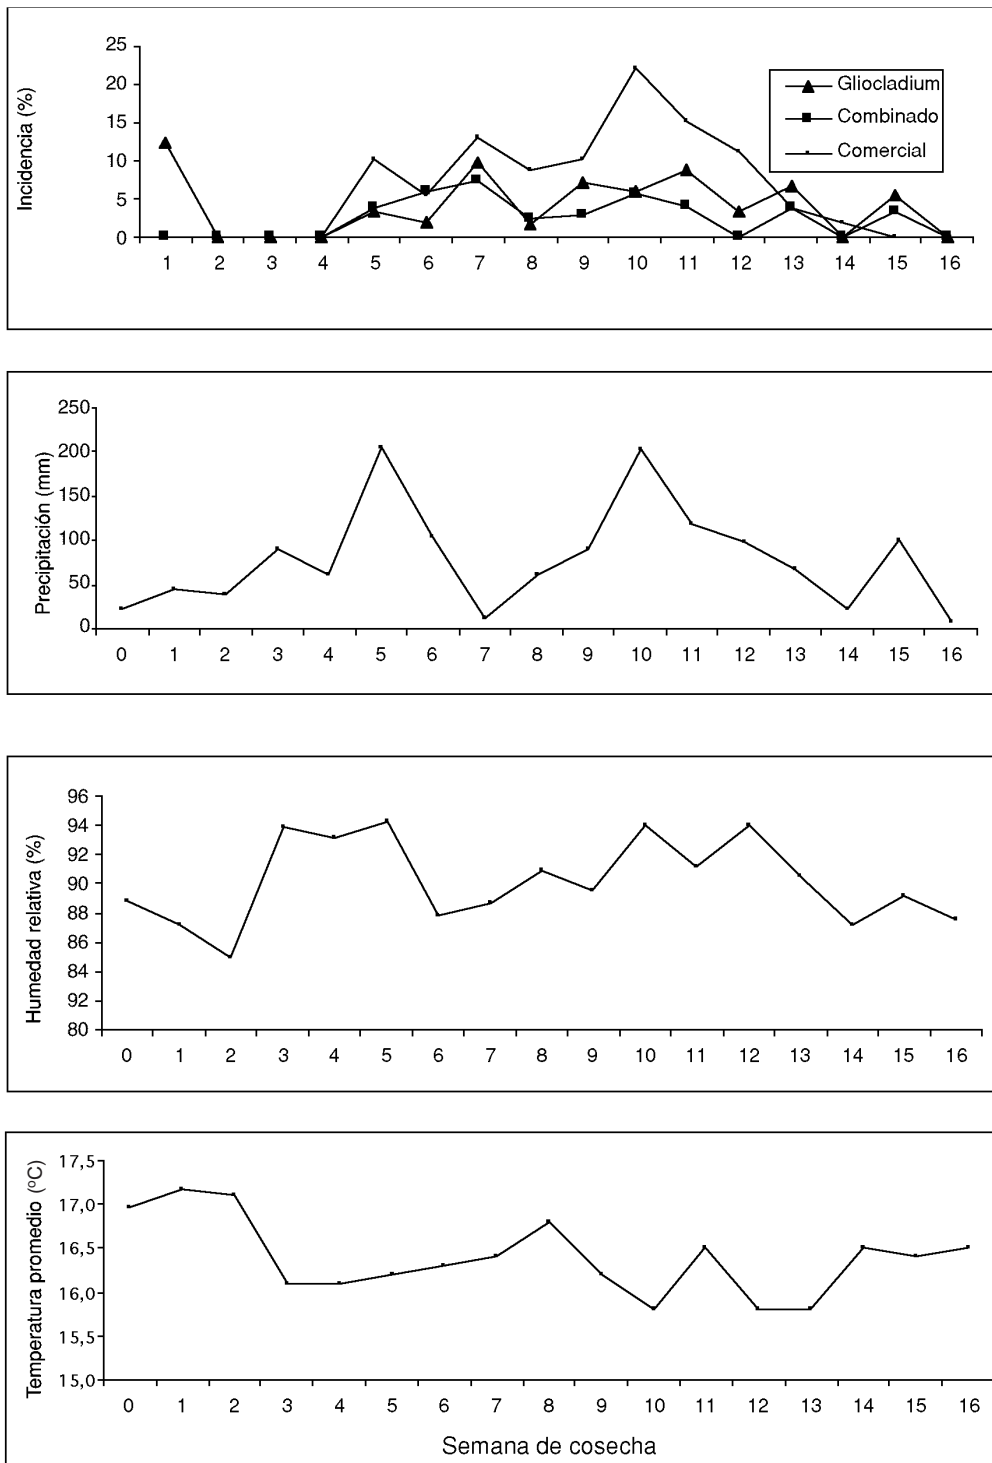 Incidencia (%)
25
20
15
10
5
0
1 2 3 4 5 6 7 8 9 10 11 12 13 14 15 16
Gliocladium
Combinado
Comercial
Precipitación (mm)
250
200
150
100
50
0
0 1 2 3 4 5 6 7 8 9 10 11 12 13 14 15 16
Humedad relativa (%)
96
94
92
90
88
86
84
92
80
0 1 2 3 4 5 6 7 8 9 10 11 12 13 14 15 16
Temperatura promedio (ºC)
17,5
17,0
16,5
16,0
15,5
15,0
0 1 2 3 4 5 6 7 8 9 10 11 12 13 14 15 16
Semana de cosecha